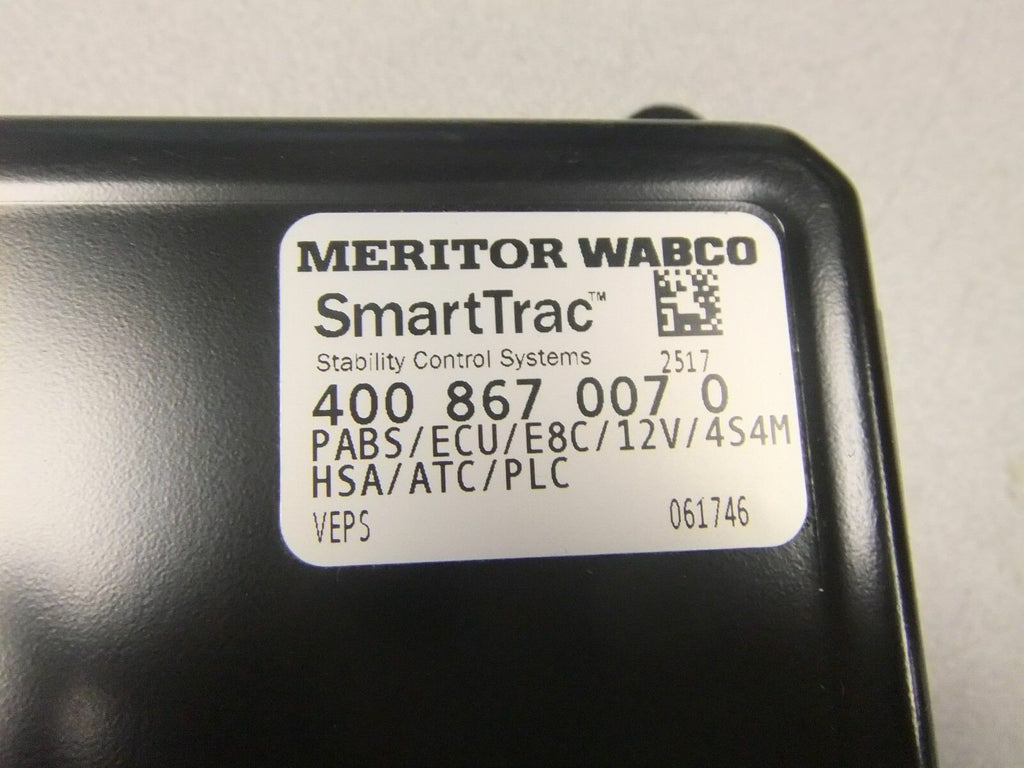 MERITOR WABCO
SmartTrac™
Stability Control Systems 2517
400 867 007 0
PABS/ECU/E8C/12V/4S4M
HSA/ATC/PLC
VEPS 061746